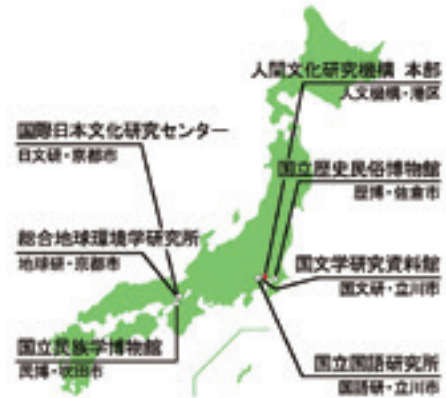 人間文化研究機構 本部
人文機構・港区
国際日本文化研究センター
日文研・京都市
国立歴史民俗博物館
歴博・佐倉市
総合地球環境学研究所
地球研・京都市
国文学研究資料館
国文研・立川市
国立民族学博物館
民博・吹田市
国立国語研究所
国語研・立川市